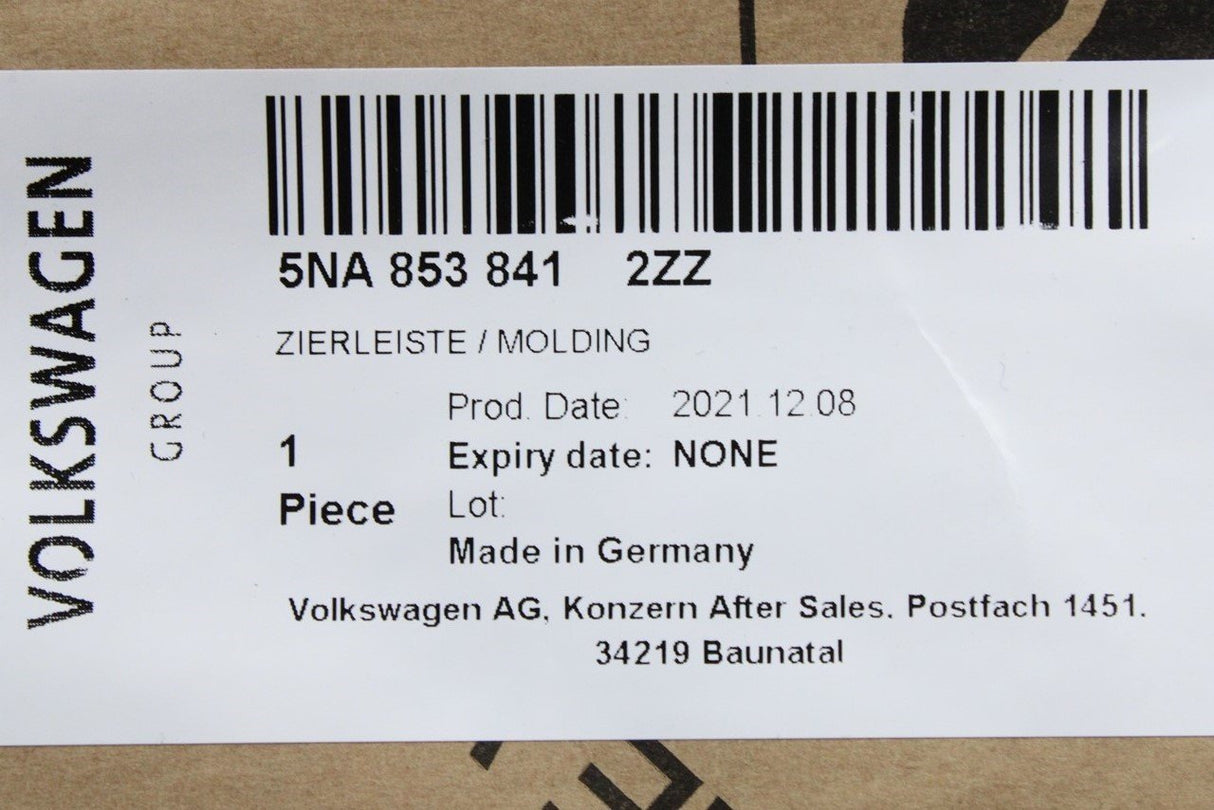 VOLKSWAGEN
GROUP
5NA 853 841 2ZZ
ZIERLEISTE / MOLDING
Prod. Date: 2021.12.08
1
Expiry date: NONE
Piece
Lot:
Made in Germany
Volkswagen AG, Konzern After Sales. Postfach 1451.
34219 Baunatal